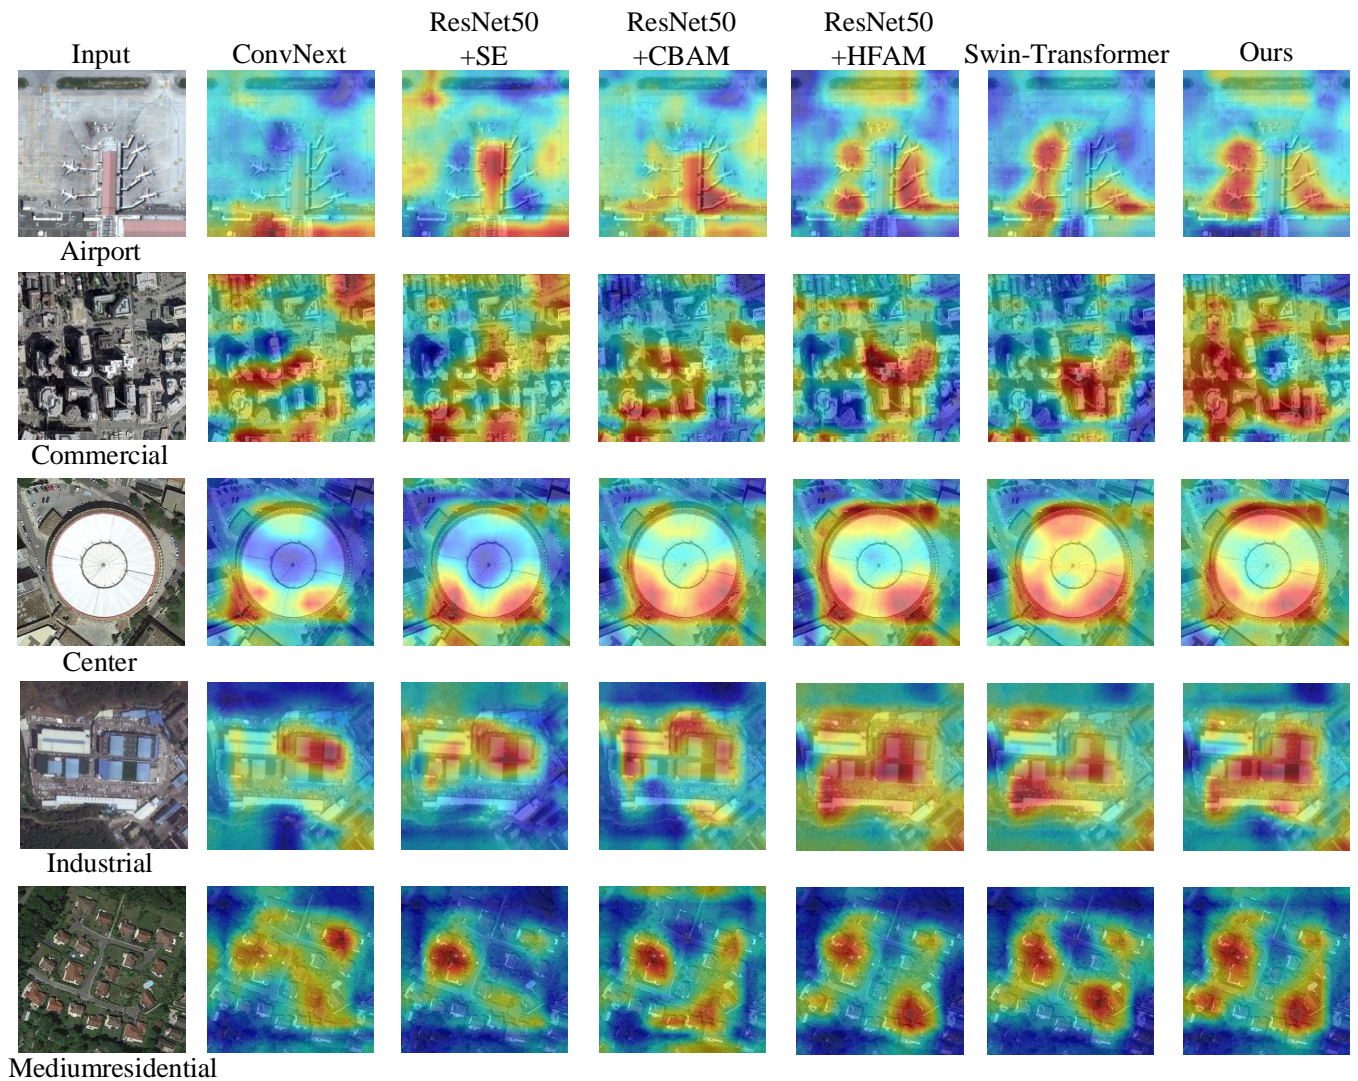 Input
ConvNext
ResNet50
+SE
ResNet50
+CBAM
ResNet50
+HFAM
Swin-Transformer
Ours
Airport
Commercial
Center
Industrial
Mediumresidential